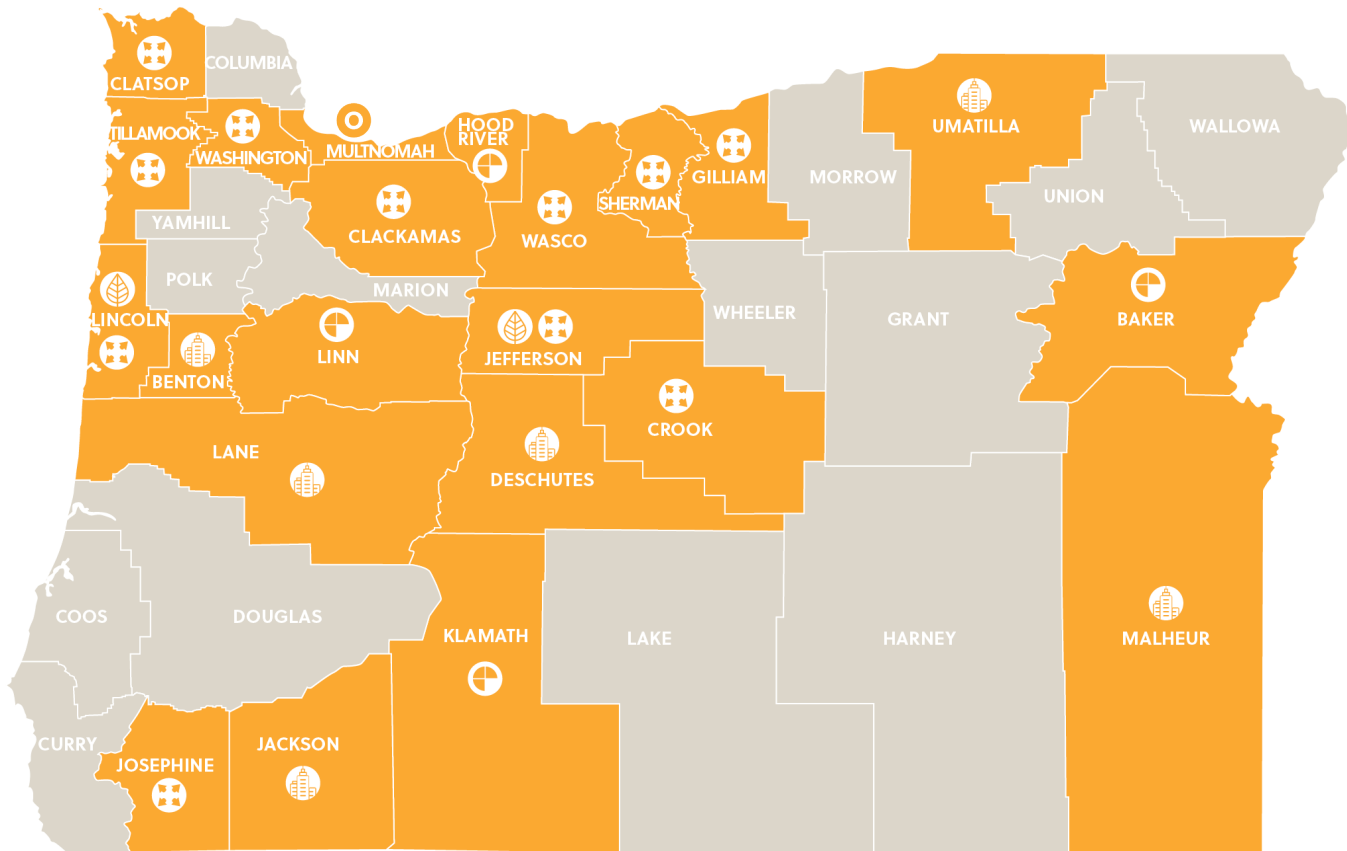 CLATSOP
COLUMBIA
TILLAMOOK
WASHINGTON
MULTNOMAH
HOOD
RIVER
SHERMAN
GILLIAM
MORROW
UMATILLA
UNION
WALLOWA
YAMHILL
CLACKAMAS
WASCO
POLK
MARION
LINCOLN
BENTON
LINN
JEFFERSON
WHEELER
GRANT
BAKER
LANE
DESCHUTES
CROOK
COOS
DOUGLAS
KLAMATH
LAKE
HARNEY
MALHEUR
CURRY
JOSEPHINE
JACKSON